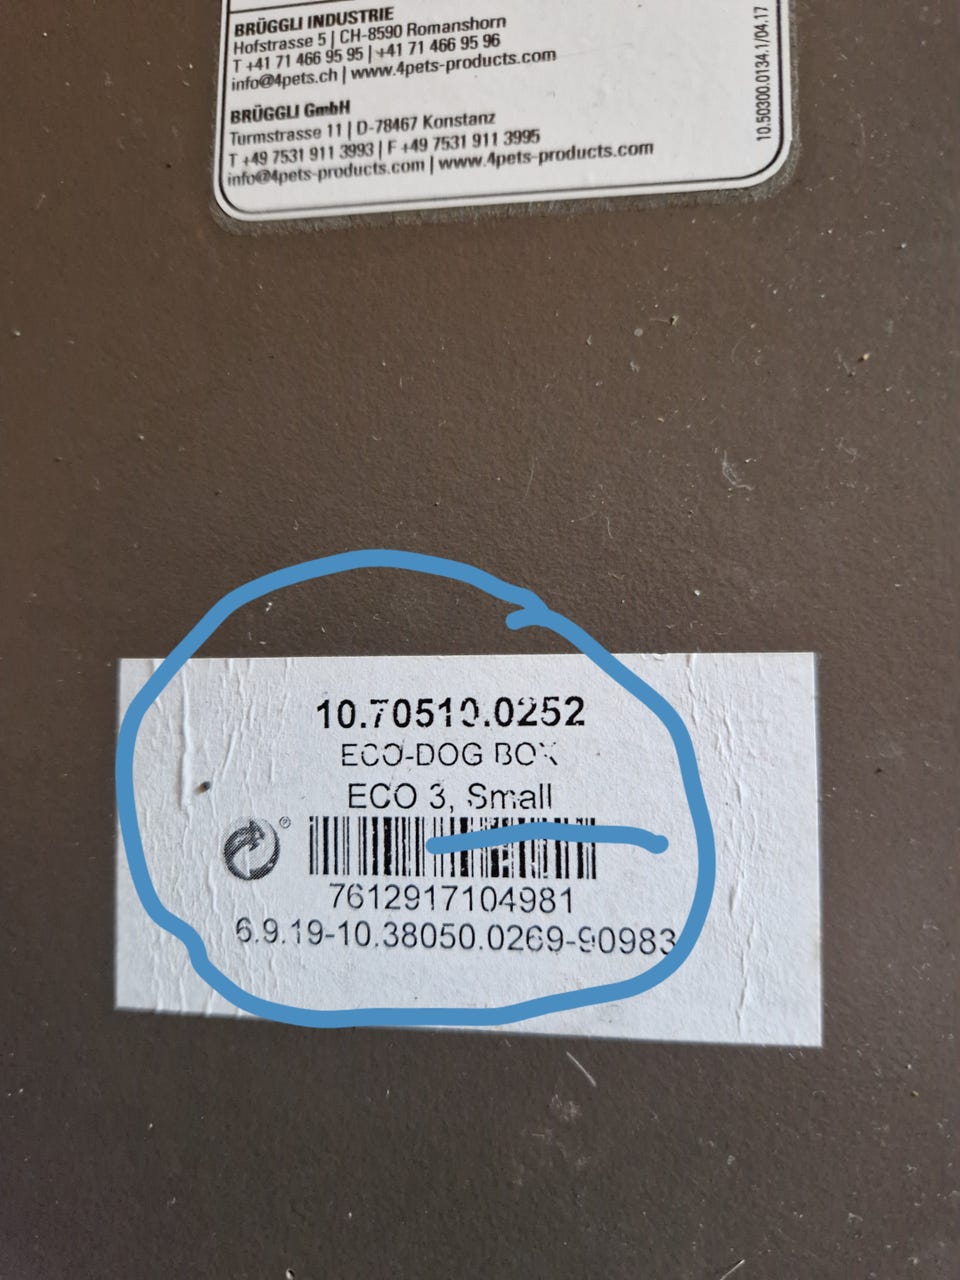 BRÜGGLI INDUSTRIE
Hofstrasse 5 | CH-8590 Romanshorn
T +41 71 466 95 95 | +41 71 466 95 96
info@4pets.ch | www.4pets-products.com
BRÜGGLI GmbH
Turmstrasse 11 | D-78467 Konstanz
T +49 7531 911 3993 | F +49 7531 911 3995
info@4pets-products.com | www.4pets-products.com
10.50300.0134.1/04.17
10.70510.0252
ECO-DOG BOX
ECO 3, Small
®
7612917104981
6.9.19-10.38050.0269-90983